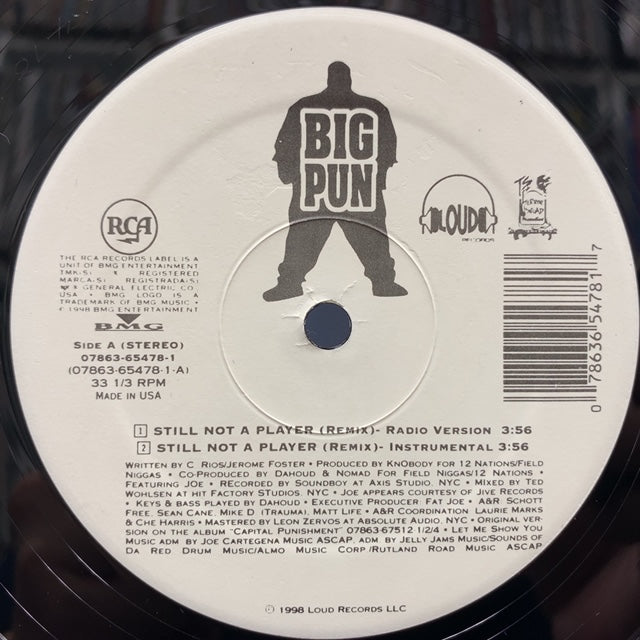 BIG
PUN
RCA
LOUD
RECORDS
THE RCA RECORDS LABEL IS A
UNIT OF BMG ENTERTAINMENT
TMK(S) ® REGISTERED
MARCA(S) REGISTRADA(S)
® GENERAL ELECTRIC CO.
USA • BMG LOGO IS A
TRADEMARK OF BMG MUSIC •
℗ 1998 BMG ENTERTAINMENT
BMG
SIDE A (STEREO)
07863-65478-1
(07863-65478-1-A)
33 1/3 RPM
MADE IN USA
0 78636 54781 7
1 STILL NOT A PLAYER (REMIX)- RADIO VERSION 3:56
2 STILL NOT A PLAYER (REMIX)- INSTRUMENTAL 3:56
WRITTEN BY C. RIOSJEROME FOSTER • PRODUCED BY KNOBODY FOR 12 NATIONS/FIELD
NIGGAS • CO-PRODUCED BY DAHOUD & NOMAD FOR FIELD NIGGAS/12 NATIONS •
FEATURING JOE • RECORDED BY SOUNDBOY AT AXIS STUDIO, NYC • MIXED BY TED
WOHLSEN AT HIT FACTORY STUDIOS, NYC • JOE APPEARS COURTESY OF JIVE RECORDS
• KEYS & BASS PLAYED BY DAHOUD • EXECUTIVE PRODUCER: FAT JOE • A&R: SCHOTT
FREE, SEAN CANE, MIKE D (TRAUMA), MATT LIFE • A&R COORDINATION LAURIE MARKS
& CHE HARRIS • MASTERED BY LEON ZERVOS AT ABSOLUTE AUDIO, NYC • ORIGINAL VER-
SION ON THE ALBUM "CAPITAL PUNISHMENT" 07863-67512 1/2/4 • LET ME SHOW YOU
MUSIC ADM. BY JOE CARTEGENA MUSIC ASCAP, ADM. BY JELLY JAMS MUSIC/SOUNDS OF
DA RED DRUM MUSIC/ALMO MUSIC CORP./RUTLAND ROAD MUSIC ASCAP
© 1998 LOUD RECORDS LLC